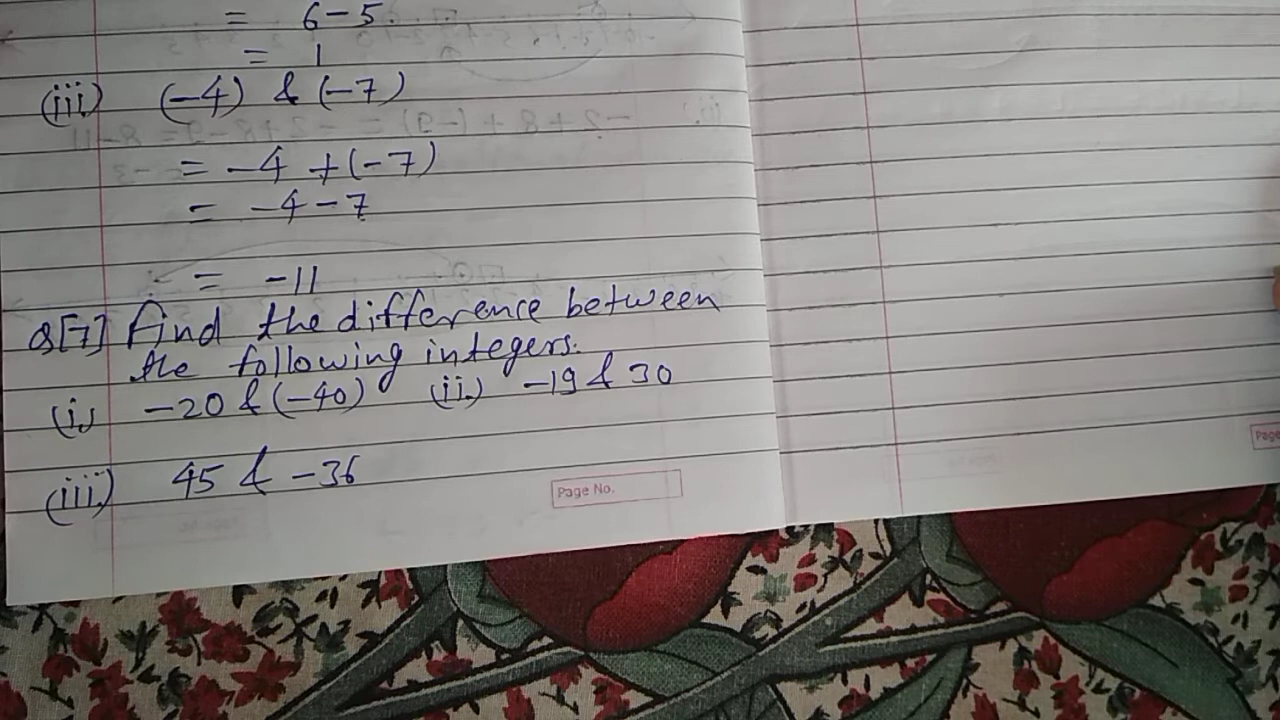 = 6-5
= 1
(iii) (-4) & (-7)
= -4 +(-7)
= -4-7
= -11
Q[7] Find the difference between
the following integers.
(i) -20 & (-40) (ii.) -19 & 30
(iii.) 45 & -36
Page No.
Page